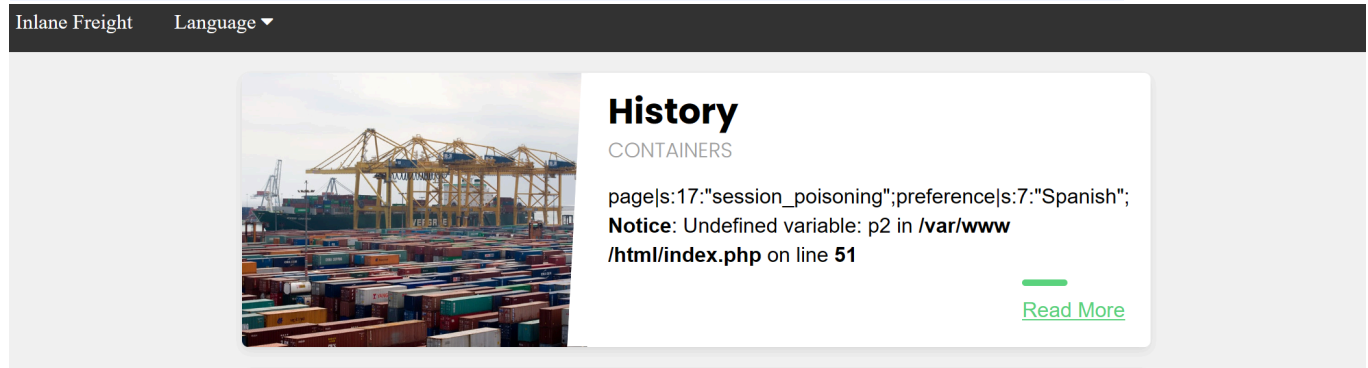 Inlane Freight Language
History
CONTAINERS
page|s:17:"session_poisoning";preference|s:7:"Spanish";
Notice: Undefined variable: p2 in /var/www
/html/index.php on line 51
Read More